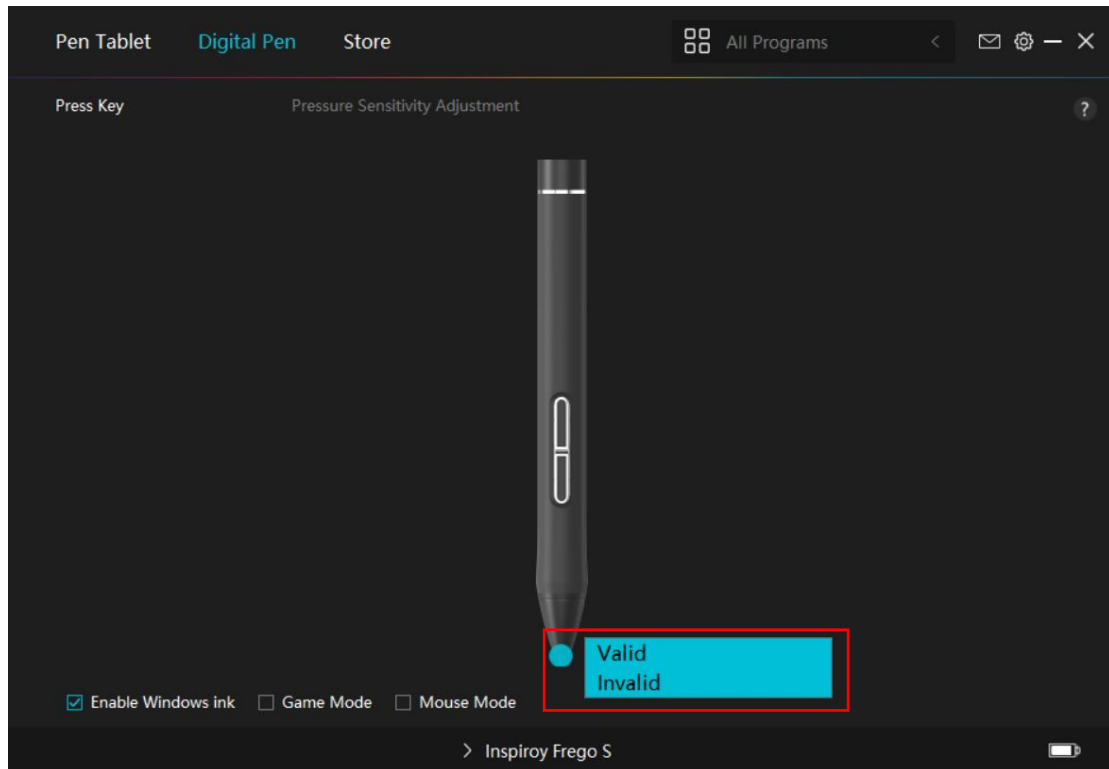 Pen Tablet Digital Pen Store All Programs
Press Key Pressure Sensitivity Adjustment ?
Valid
Invalid
Enable Windows ink Game Mode Mouse Mode
Inspiroy Frego S